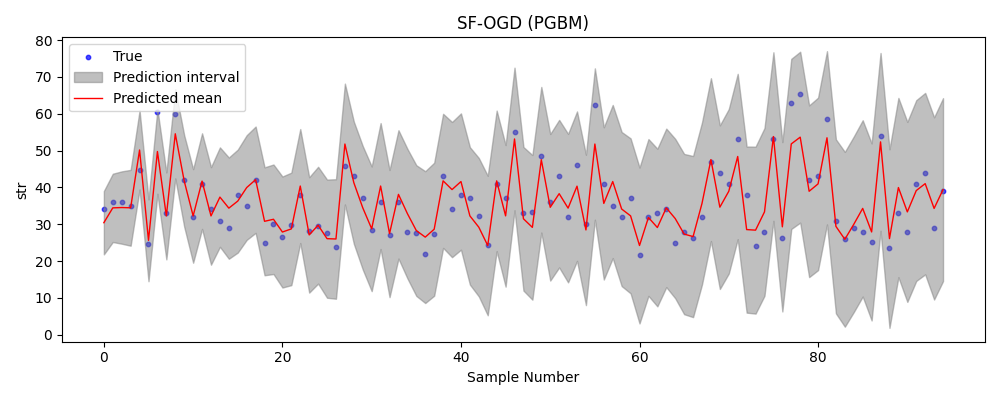 SF-OGD (PGBM)
True
Prediction interval
Predicted mean
str
80
70
60
50
40
30
20
10
0
0 20 40 60 80
Sample Number